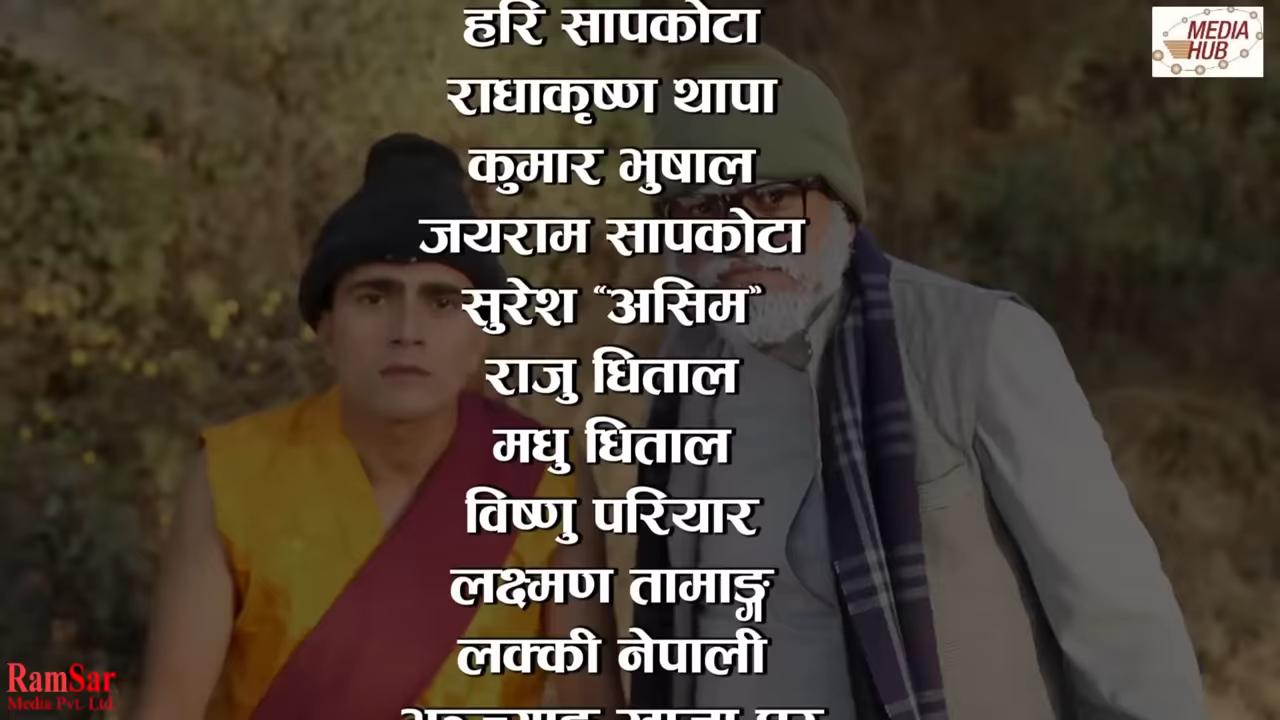 हरि सापकोटा
राधाकृष्ण थापा
कुमार भुषाल
जयराम सापकोटा
सुरेश “असिम”
राजु धिताल
मधु धिताल
विष्णु परियार
लक्ष्मण तामाङ्ग
लक्की नेपाली
MEDIA
HUB
RamSar
Media Pvt. Ltd.